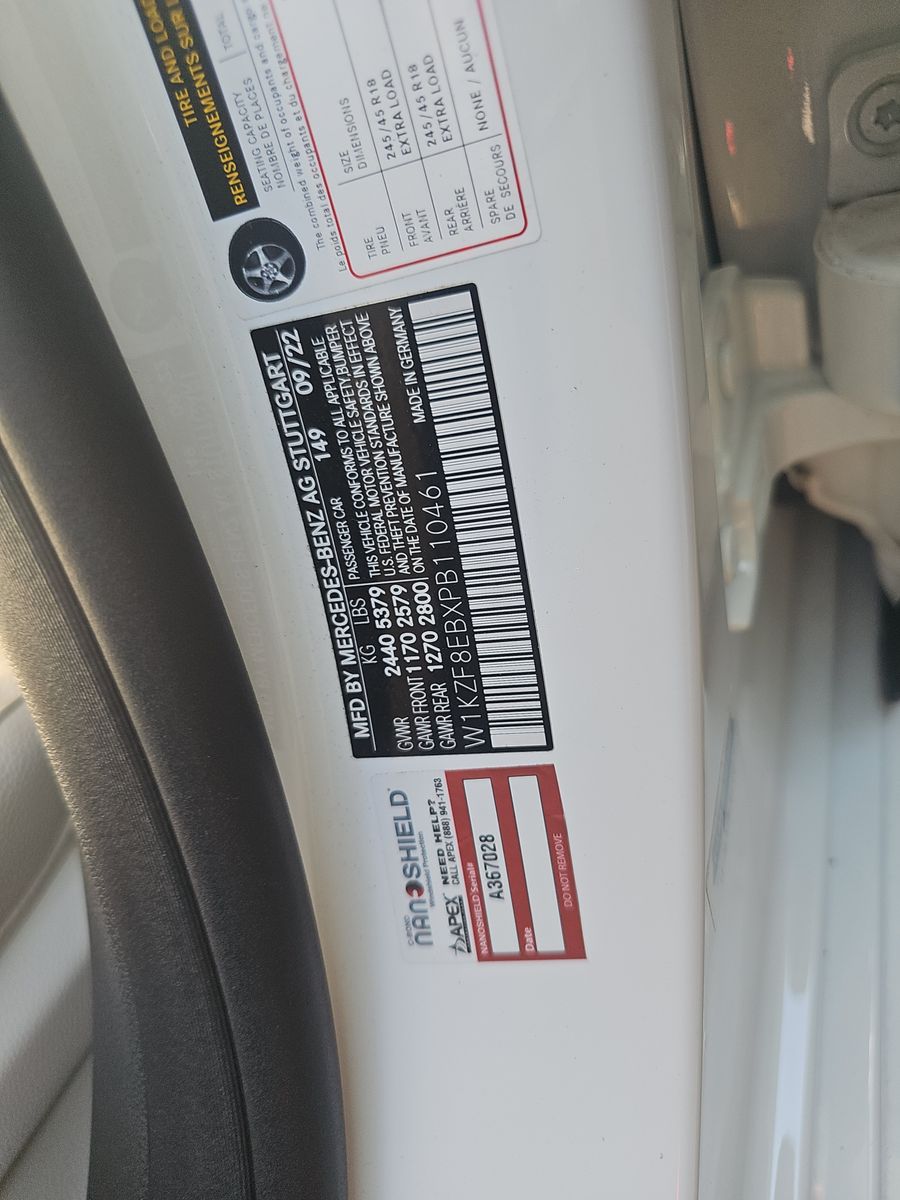 TIRE AND LOA
RENSEIGNEMENTS SUR
SEATING CAPACITY
NOMBRE DE PLACES
TOTAL
The combined weight of occupants and cargo
Le poids total des occupants et du chargement
TIRE
PNEU
SIZE
DIMENSIONS
FRONT
AVANT
245/45 R18
EXTRA LOAD
REAR
ARRIÈRE
245/45 R18
EXTRA LOAD
SPARE
DE SECOURS
NONE / AUCUN
MFD BY MERCEDES-BENZ AG STUTTGART
KG LBS 149 09/22
GVWR 2440 5379
GAWR FRONT 1170 2579
GAWR REAR 1270 2800
PASSENGER CAR
THIS VEHICLE CONFORMS TO ALL APPLICABLE
U.S. FEDERAL MOTOR VEHICLE SAFETY, BUMPER
AND THEFT PREVENTION STANDARDS IN EFFECT
ON THE DATE OF MANUFACTURE SHOWN ABOVE
MADE IN GERMANY
W1KZF8EBXPB110461
C-BOND
NANOSHIELD
Windshield Protection
APEX
NEED HELP?
CALL APEX (888) 941-1763
NANOSHIELD Serial#
A367028
Date
DO NOT REMOVE